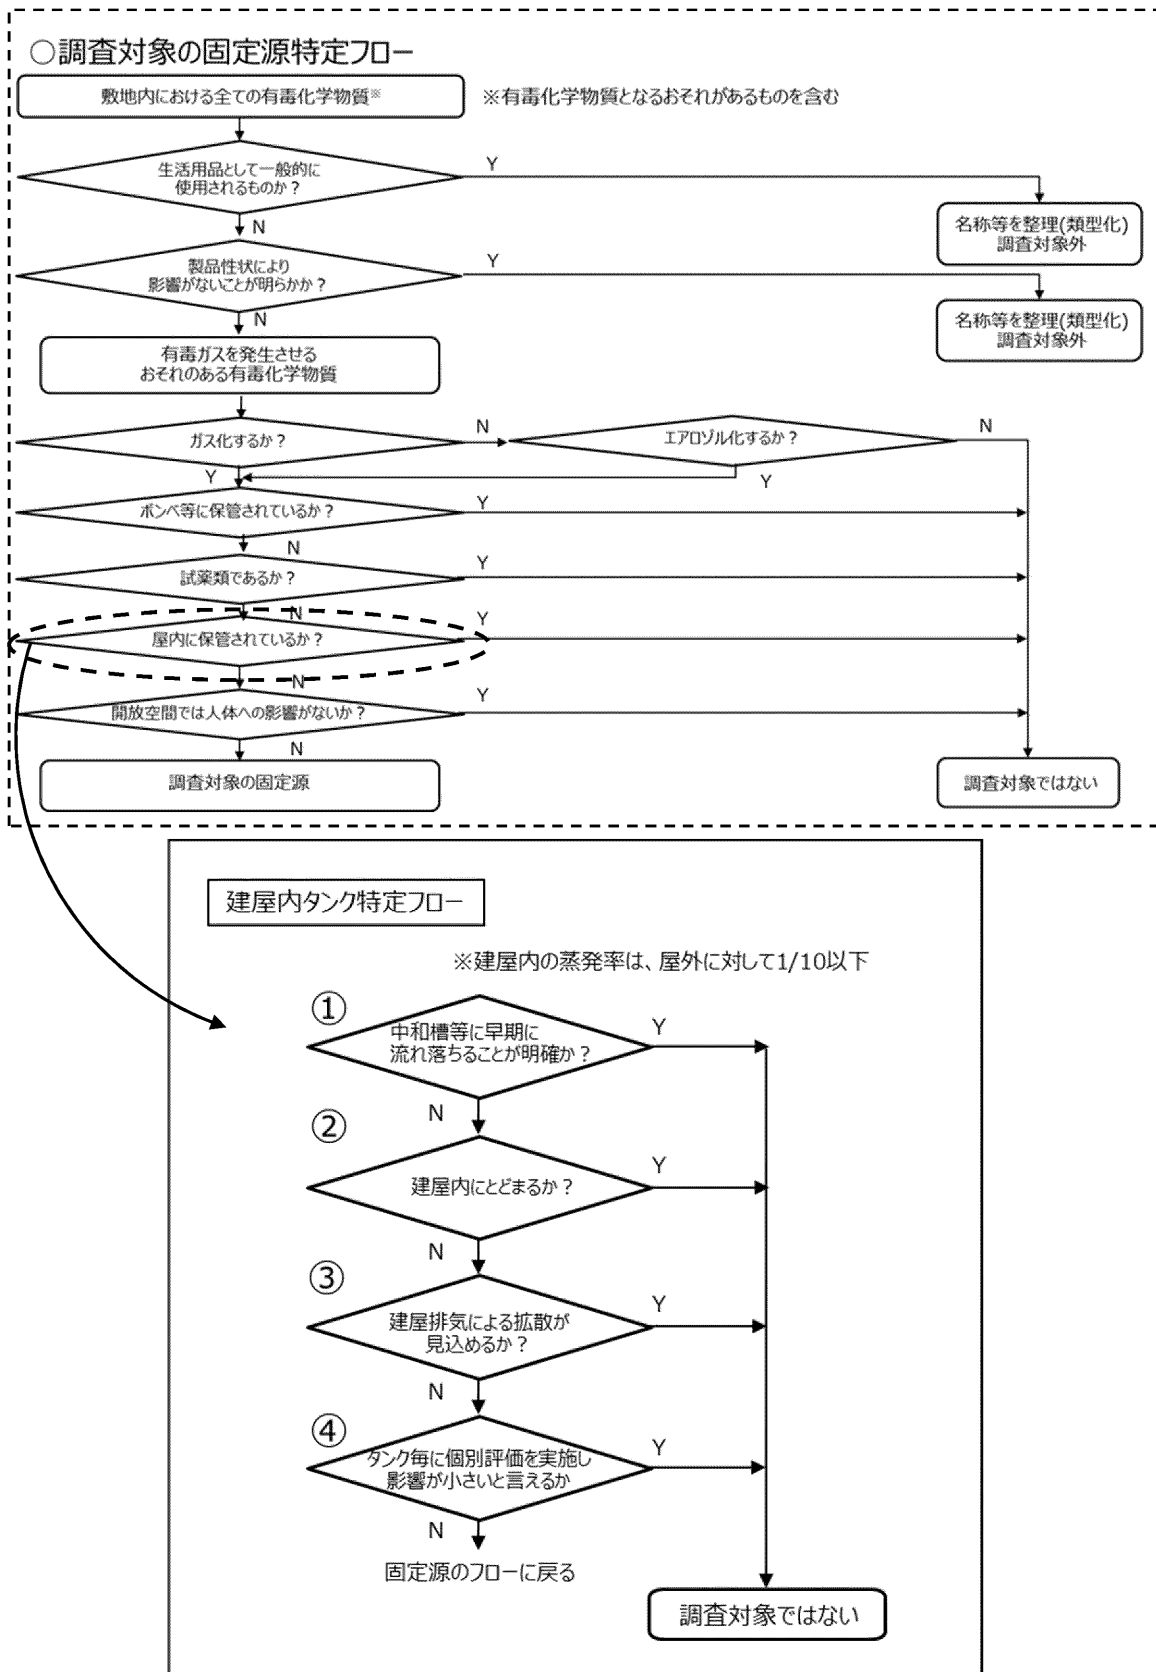 ○調査対象の固定源特定フロー
敷地内における全ての有毒化学物質※
※有毒化学物質となるおそれがあるものを含む
生活用品として一般的に
使用されるものか？
Y
名称等を整理(類型化)
調査対象外
N
製品性状により
影響がないことが明らかか？
Y
名称等を整理(類型化)
調査対象外
N
有毒ガスを発生させる
おそれのある有毒化学物質
ガス化するか？
N
エアロゾル化するか？
N
Y
Y
ボンベ等に保管されているか？
Y
N
試薬類であるか？
Y
N
屋内に保管されているか？
Y
N
開放空間では人体への影響がないか？
Y
N
調査対象の固定源
調査対象ではない
建屋内タンク特定フロー
※建屋内の蒸発率は、屋外に対して1/10以下
①
中和槽等に早期に
流れ落ちることが明確か？
Y
N
②
建屋内にとどまるか？
Y
N
③
建屋排気による拡散が
見込めるか？
Y
N
④
タンク毎に個別評価を実施し
影響が小さいと言えるか
Y
N
固定源のフローに戻る
調査対象ではない